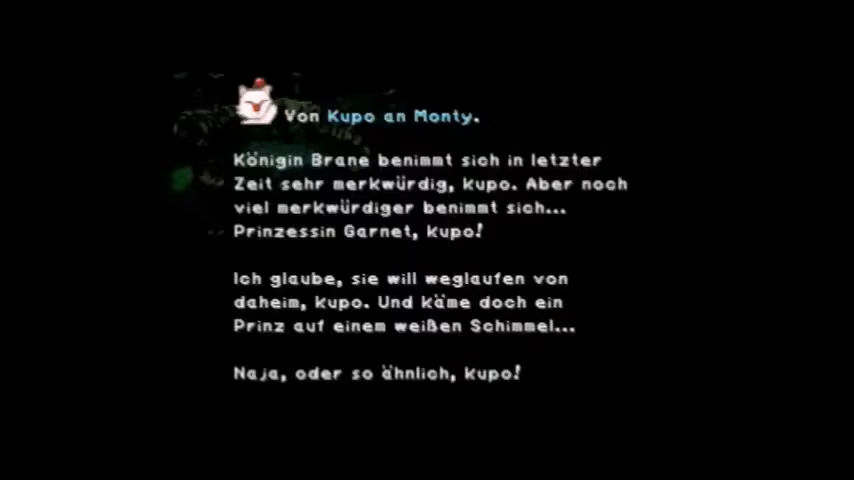 Von Kupo an Monty.
Königin Brane benimmt sich in letzter
Zeit sehr merkwürdig, kupo. Aber noch
viel merkwürdiger benimmt sich...
Prinzessin Garnet, kupo!
Ich glaube, sie will weglaufen von
daheim, kupo. Und käme doch ein
Prinz auf einem weißen Schimmel...
Naja, oder so ähnlich, kupo!